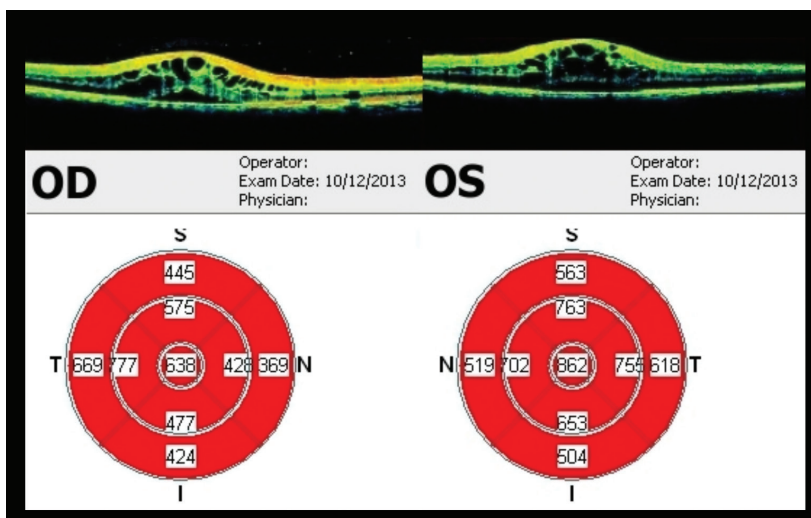 OD
Operator:
Exam Date: 10/12/2013
Physician:
OS
Operator:
Exam Date: 10/12/2013
Physician:
S
445
575
T 669 777 638 428 369 N
477
424
I
S
563
763
N 519 702 862 755 618 T
653
504
I